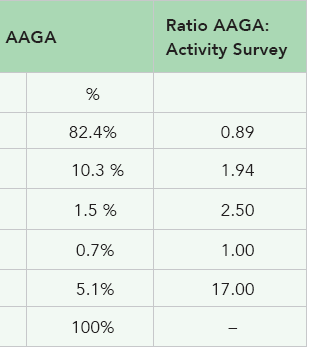 AAGA
Ratio AAGA:
Activity Survey
%
82.4% 0.89
10.3 % 1.94
1.5 % 2.50
0.7% 1.00
5.1% 17.00
100% –